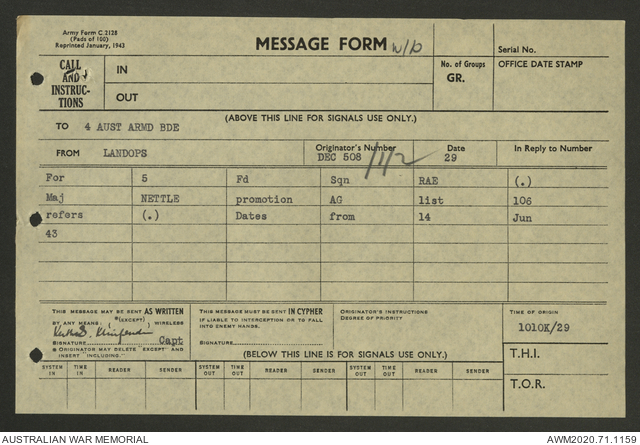 Army Form C 2128
(Pads of 100)
Reprinted January, 1943
MESSAGE FORM w/b
Serial No.
CALL AND INSTRUC-TIONS
IN
OUT
No. of Groups
GR.
OFFICE DATE STAMP
(ABOVE THIS LINE FOR SIGNALS USE ONLY.)
TO 4 AUST ARMD BDE
FROM LANDOPS
Originator's Number
DEC 508
Date
29
In Reply to Number
For 5 Fd Sqn RAE (.)
Maj NETTLE promotion AG list 106
refers (.) Dates from 14 Jun
43
THIS MESSAGE MAY BE SENT AS WRITTEN
BY ANY MEANS *(EXCEPT) WIRELESS
SIGNATURE Capt
* ORIGINATOR MAY DELETE "EXCEPT" AND
INSERT "INCLUDING."
THIS MESSAGE MUST BE SENT IN CYPHER
IF LIABLE TO INTERCEPTION OR TO FALL
INTO ENEMY HANDS.
SIGNATURE
ORIGINATOR'S INSTRUCTIONS
DEGREE OF PRIORITY
TIME OF ORIGIN
1010K/29
T.H.I.
T.O.R.
(BELOW THIS LINE IS FOR SIGNALS USE ONLY.)
SYSTEM IN TIME IN READER SENDER SYSTEM OUT TIME OUT READER SENDER SYSTEM OUT TIME OUT READER SENDER
AUSTRALIAN WAR MEMORIAL
AWM2020.71.1159